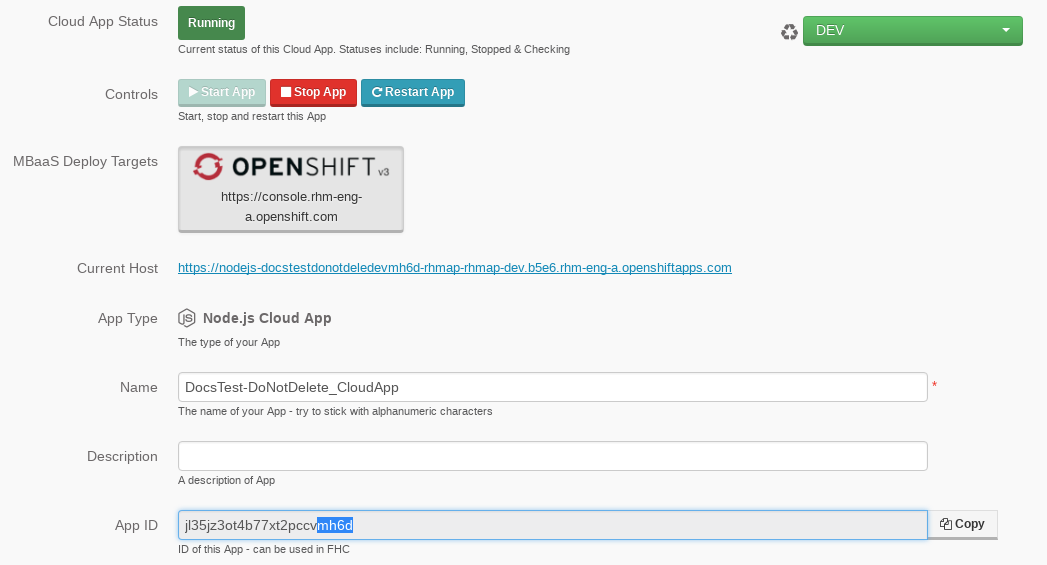 Cloud App Status
Running
DEV
Current status of this Cloud App. Statuses include: Running, Stopped & Checking
Controls
Start App
Stop App
Restart App
Start, stop and restart this App
MBaaS Deploy Targets
OPENSHIFT v3
https://console.rhm-eng-
a.openshift.com
Current Host
https://nodejs-docstestdonotdeledevmh6d-rhmap-rhmap-dev.b5e6.rhm-eng-a.openshiftapps.com
App Type
Node.js Cloud App
The type of your App
Name
DocsTest-DoNotDelete_CloudApp
*
The name of your App - try to stick with alphanumeric characters
Description
A description of App
App ID
jl35jz3ot4b77xt2pccvmh6d
Copy
ID of this App - can be used in FHC